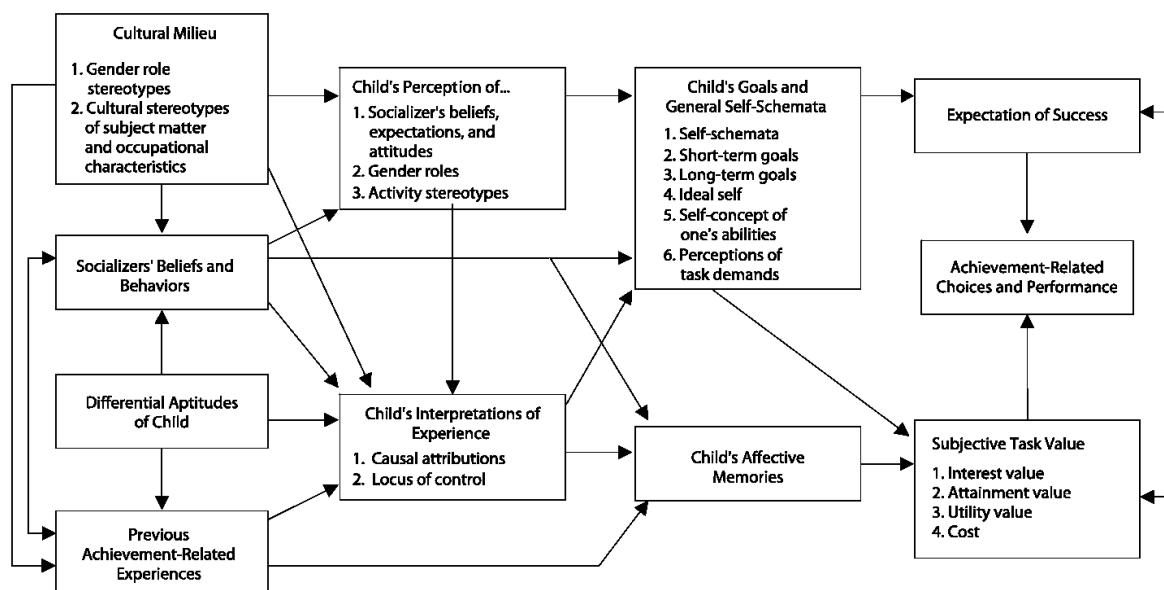 Cultural Milieu
1. Gender role
stereotypes
2. Cultural stereotypes
of subject matter
and occupational
characteristics
Socializers' Beliefs and
Behaviors
Differential Aptitudes
of Child
Previous
Achievement-Related
Experiences
Child's Perception of...
1. Socializer's beliefs,
expectations, and
attitudes
2. Gender roles
3. Activity stereotypes
Child's Interpretations of
Experience
1. Causal attributions
2. Locus of control
Child's Goals and
General Self-Schemata
1. Self-schemata
2. Short-term goals
3. Long-term goals
4. Ideal self
5. Self-concept of
one's abilities
6. Perceptions of
task demands
Child's Affective
Memories
Expectation of Success
Achievement-Related
Choices and Performance
Subjective Task Value
1. Interest value
2. Attainment value
3. Utility value
4. Cost